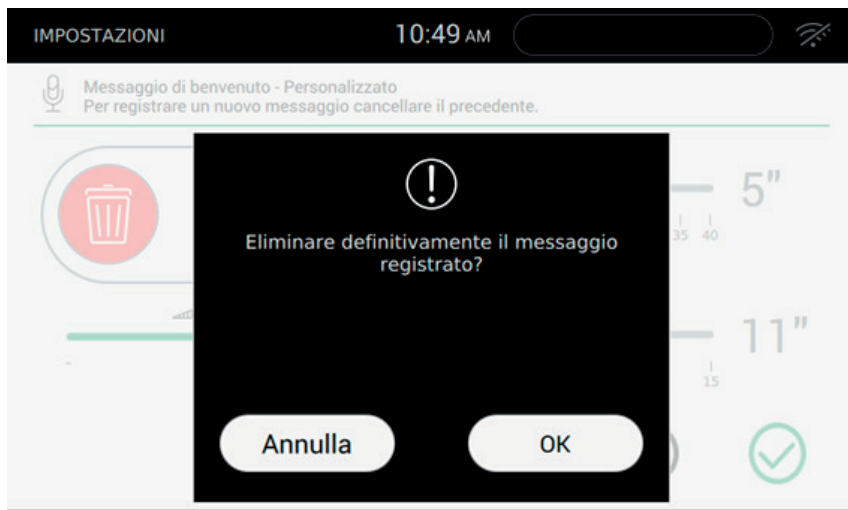 IMPOSTAZIONI
10:49 AM
Messaggio di benvenuto - Personalizzato
Per registrare un nuovo messaggio cancellare il precedente.
5"
35 40
Eliminare definitivamente il messaggio
registrato?
11"
-
15
Annulla
OK